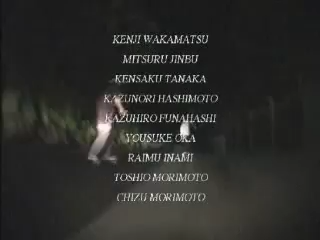 KENJI WAKAMATSU
MITSURU JINBU
KENSAKU TANAKA
KAZUNORI HASHIMOTO
KAZUHIRO FUNAHASHI
YOUSUKE OKA
RAIMU INAMI
TOSHIO MORIMOTO
CHIZU MORIMOTO